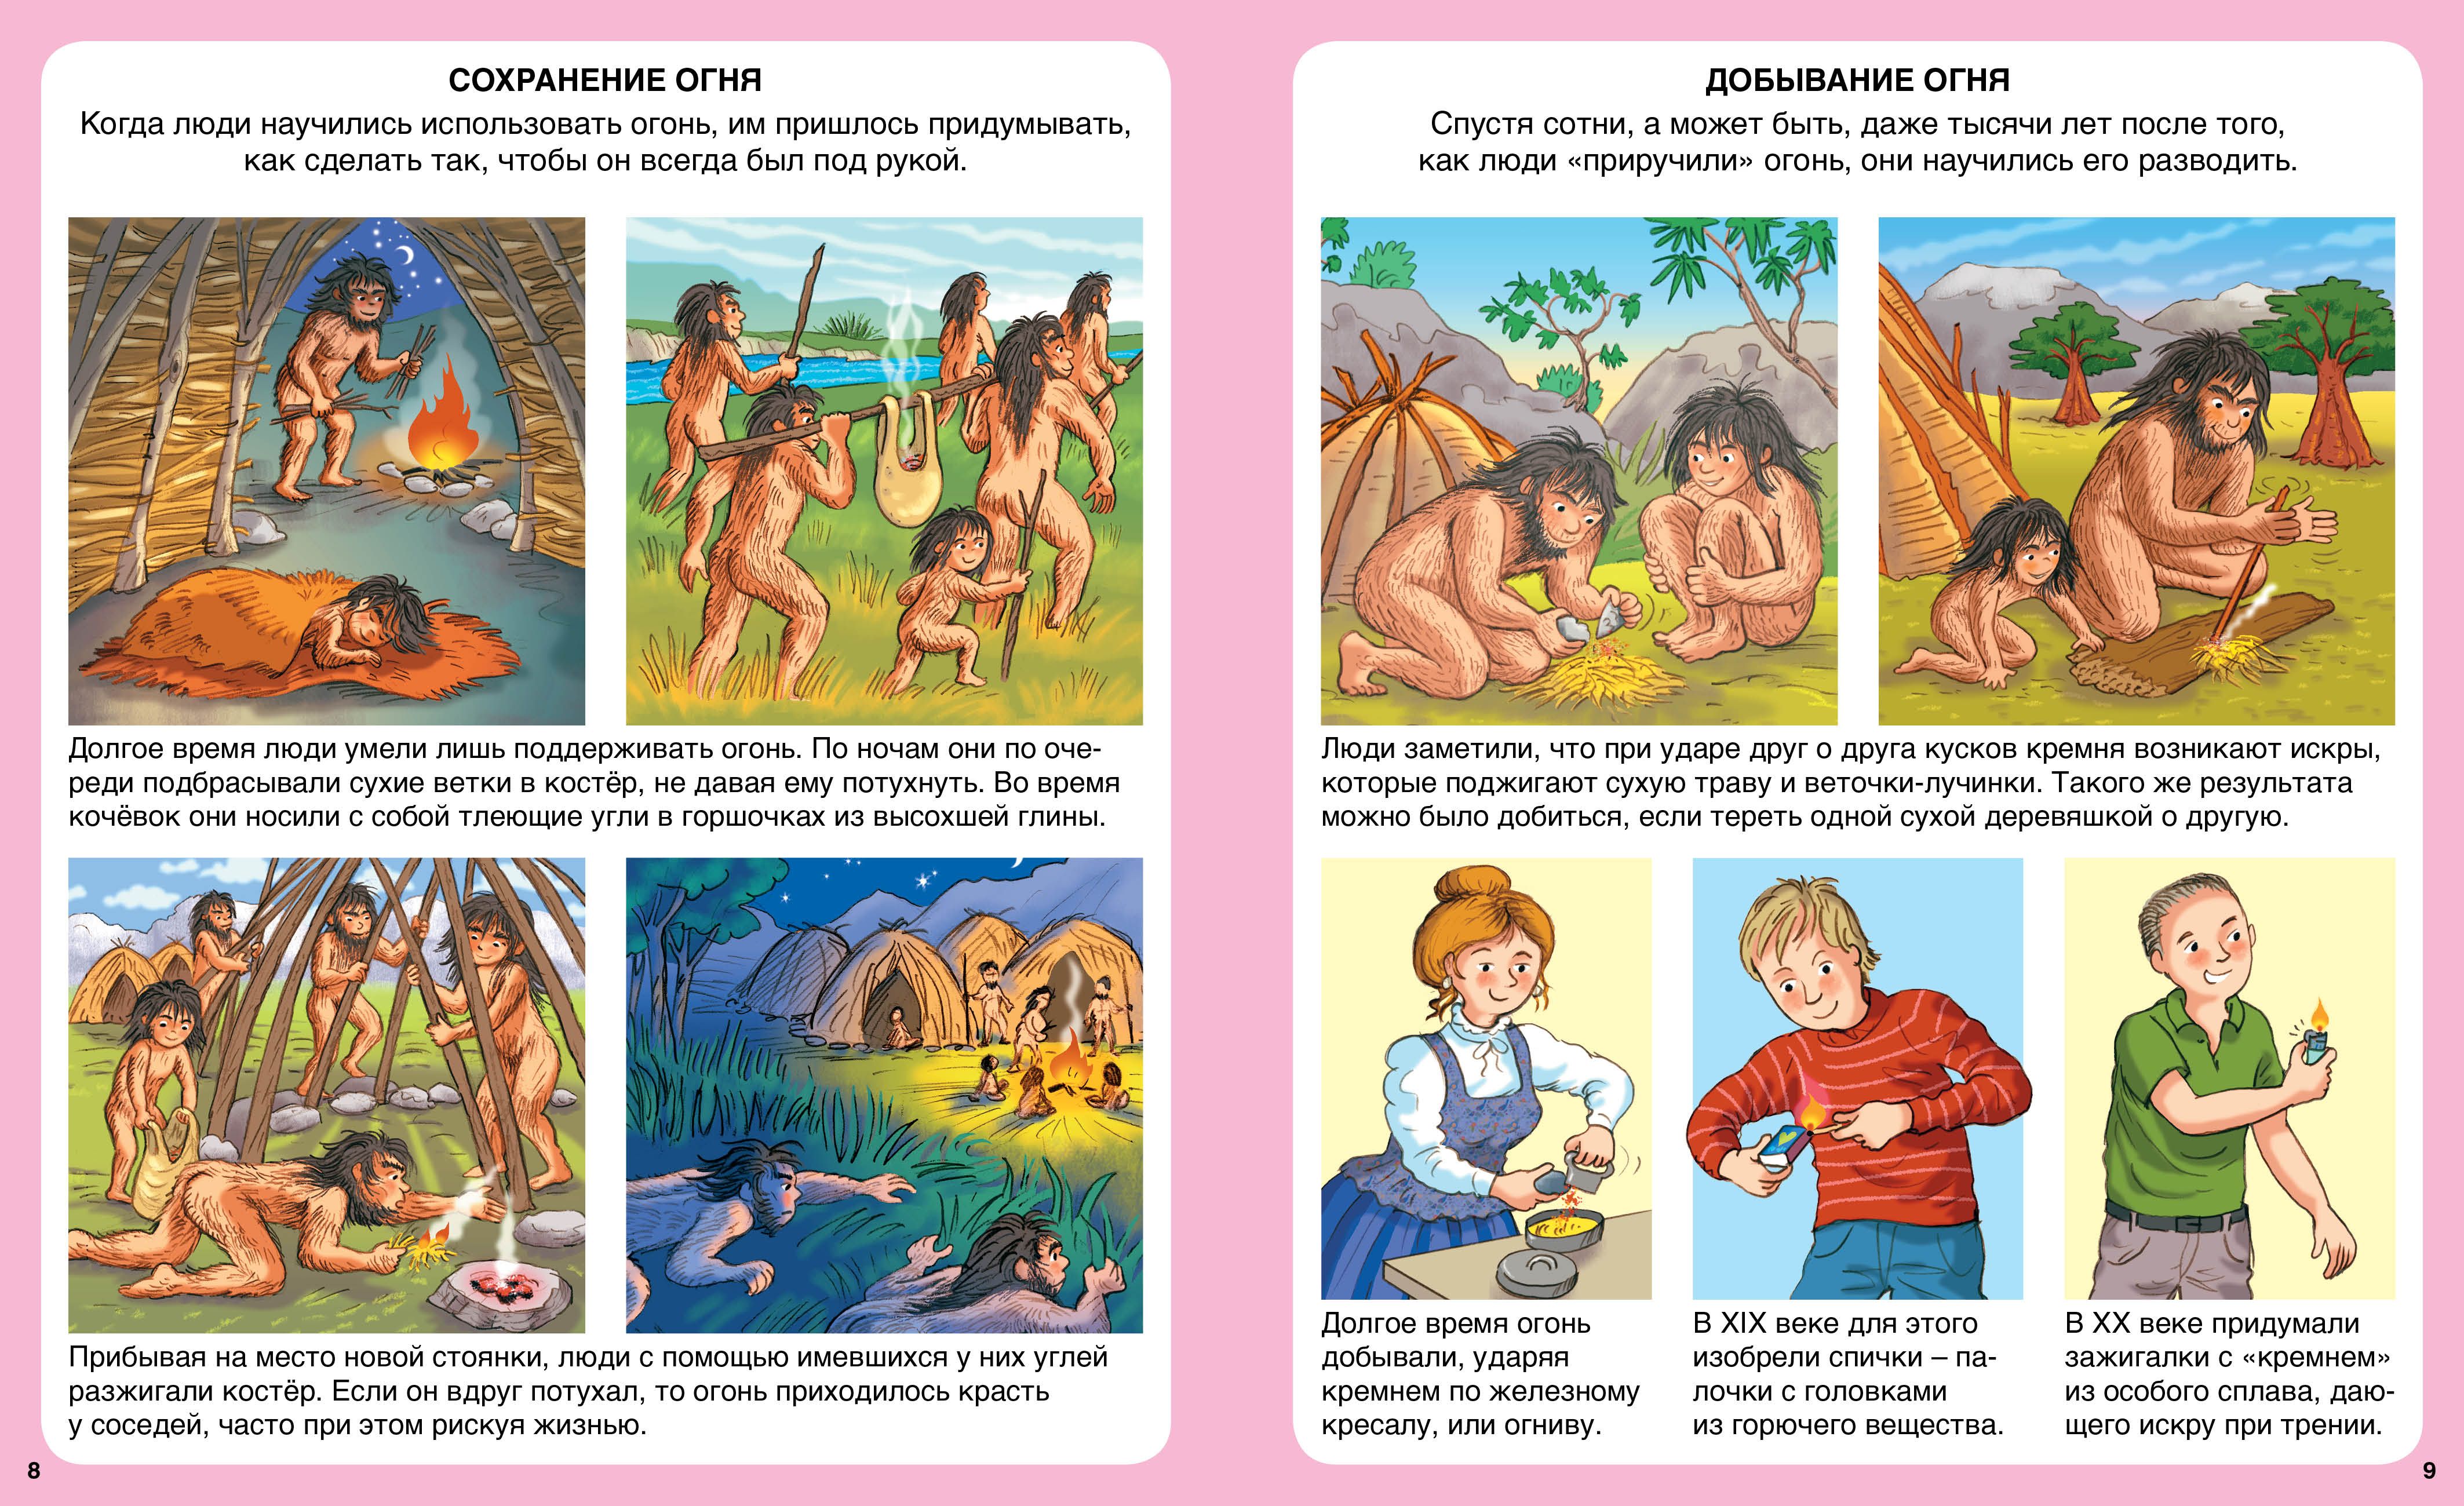 СОХРАНЕНИЕ ОГНЯ
Когда люди научились использовать огонь, им пришлось придумывать,
как сделать так, чтобы он всегда был под рукой.
Долгое время люди умели лишь поддерживать огонь. По ночам они по оче-
реди подбрасывали сухие ветки в костёр, не давая ему потухнуть. Во время
кочёвок они носили с собой тлеющие угли в горшочках из высохшей глины.
Прибывая на место новой стоянки, люди с помощью имевшихся у них углей
разжигали костёр. Если он вдруг потухал, то огонь приходилось красть
у соседей, часто при этом рискуя жизнью.
8
ДОБЫВАНИЕ ОГНЯ
Спустя сотни, а может быть, даже тысячи лет после того,
как люди «приручили» огонь, они научились его разводить.
Люди заметили, что при ударе друг о друга кусков кремня возникают искры,
которые поджигают сухую траву и веточки-лучинки. Такого же результата
можно было добиться, если тереть одной сухой деревяшкой о другую.
Долгое время огонь
добывали, ударяя
кремнем по железному
кресалу, или огниву.
В XIX веке для этого
изобрели спички – па-
лочки с головками
из горючего вещества.
В XX веке придумали
зажигалки с «кремнем»
из особого сплава, даю-
щего искру при трении.
9